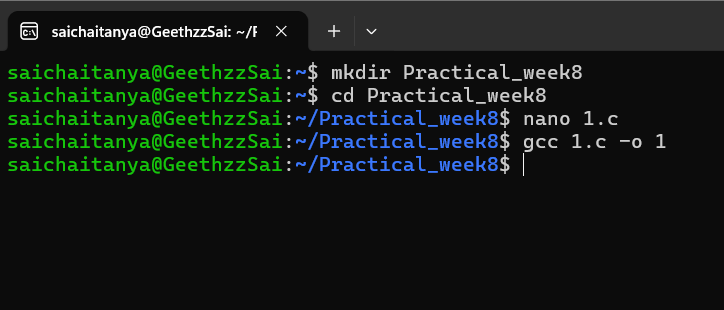 saichaitanya@GeethzzSai: ~/F
saichaitanya@GeethzzSai:~$ mkdir Practical_week8
saichaitanya@GeethzzSai:~$ cd Practical_week8
saichaitanya@GeethzzSai:~/Practical_week8$ nano 1.c
saichaitanya@GeethzzSai:~/Practical_week8$ gcc 1.c -o 1
saichaitanya@GeethzzSai:~/Practical_week8$